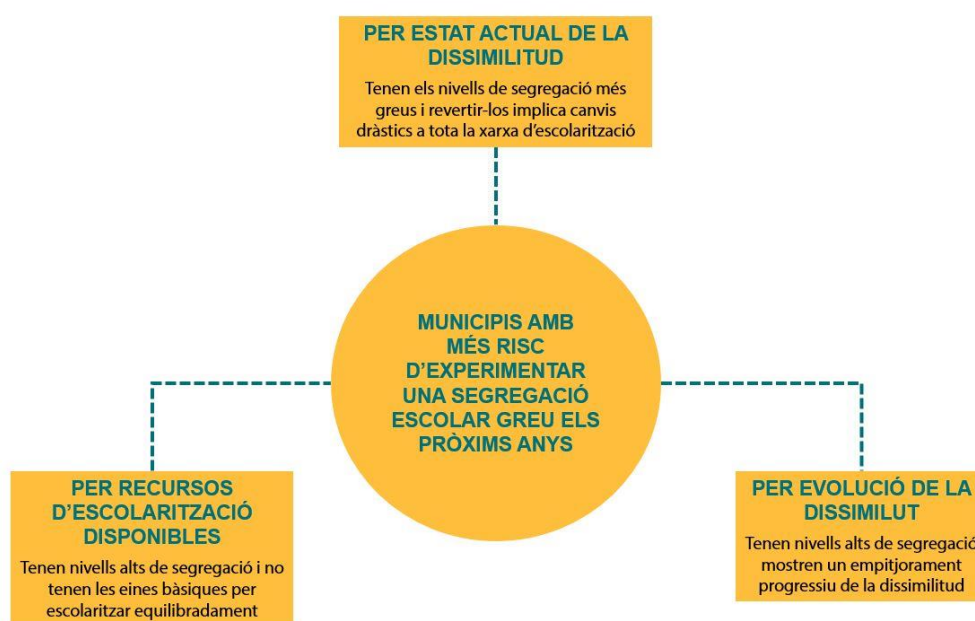 PER ESTAT ACTUAL DE LA
DISSIMILITUD
Tenen els nivells de segregació més
greus i revertir-los implica canvis
dràstics a tota la xarxa d'escolarització
MUNICIPIS AMB
MÉS RISC
D'EXPERIMENTAR
UNA SEGREGACIÓ
ESCOLAR GREU ELS
PRÒXIMS ANYS
PER RECURSOS
D'ESCOLARITZACIÓ
DISPONIBLES
Tenen nivells alts de segregació i no
tenen les eines bàsiques per
escolaritzar equilibradament
PER EVOLUCIÓ DE LA
DISSIMILUT
Tenen nivells alts de segregació
mostren un empitjorament
progressiu de la dissimilitud